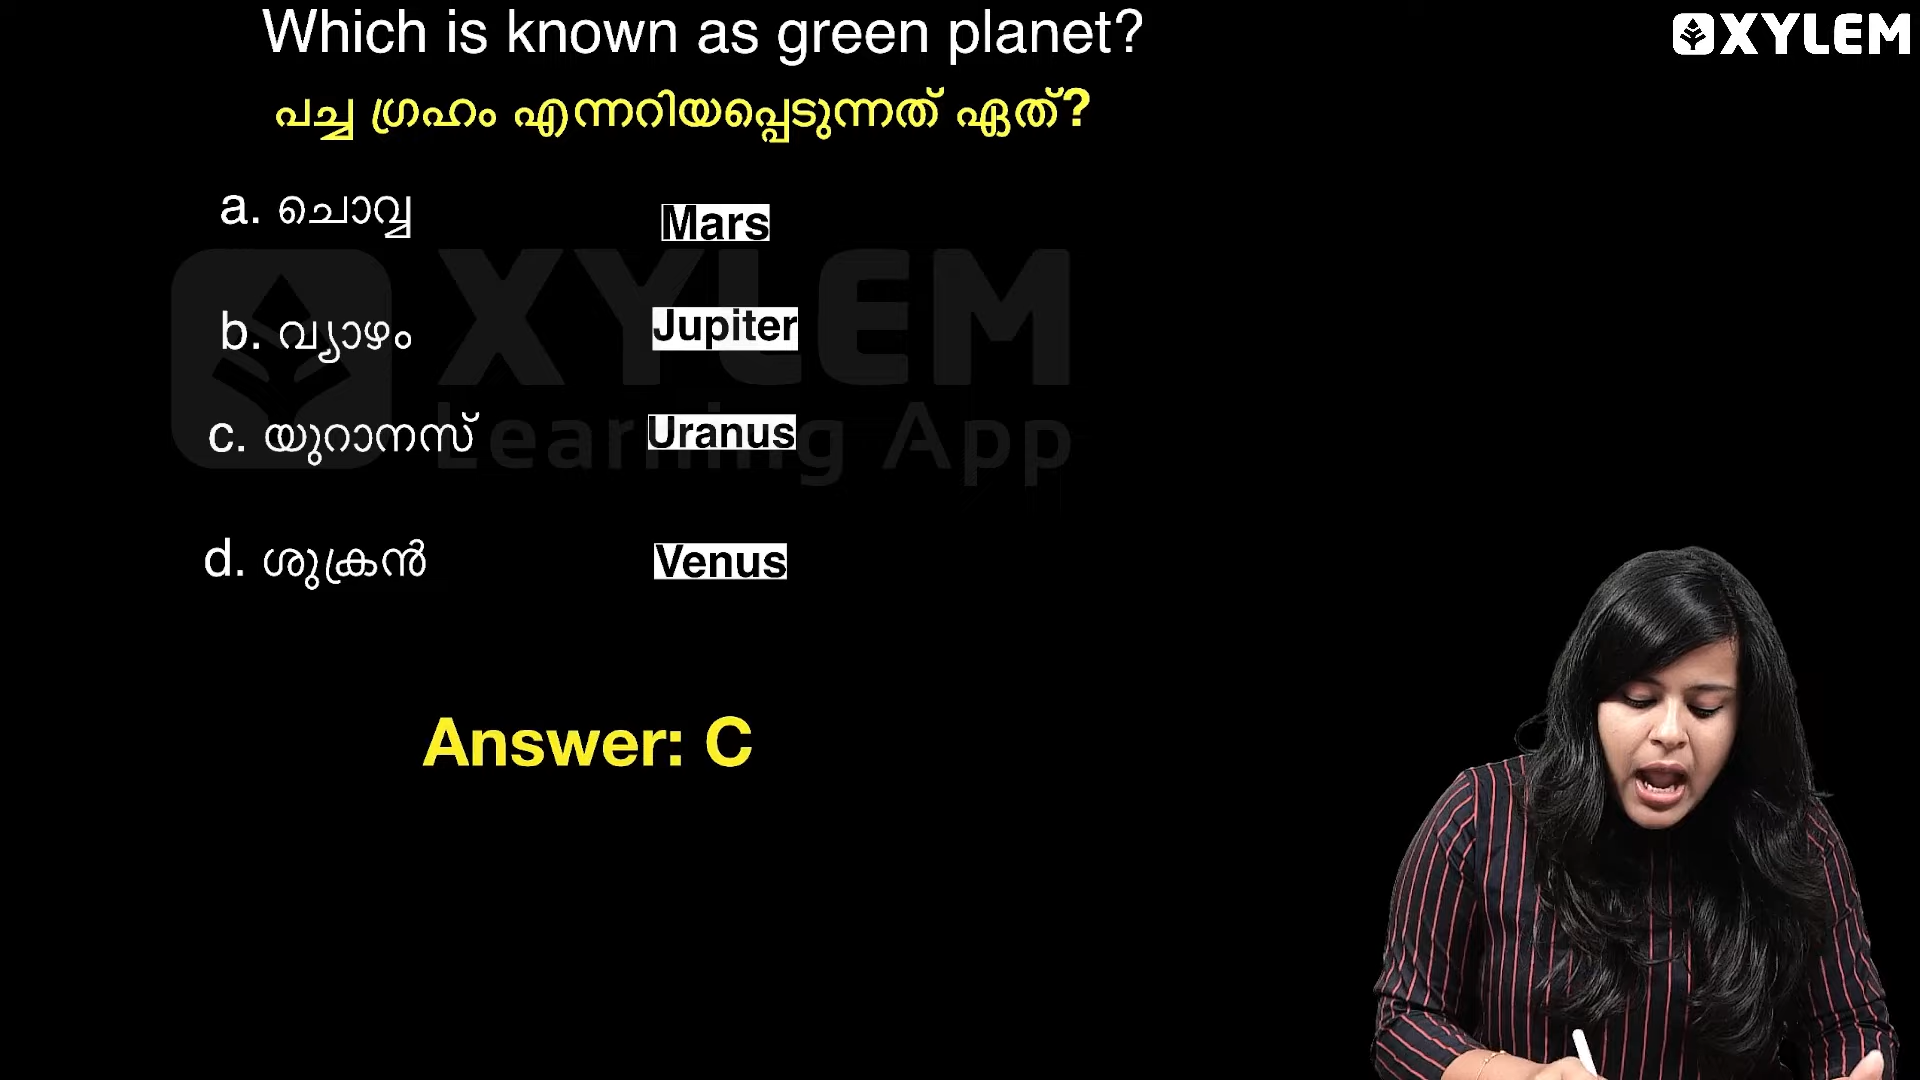 Which is known as green planet?
XYLEM
പച്ച ഗ്രഹം എന്നറിയപ്പെടുന്നത് ഏത്?
a. ചൊവ്വ Mars
b. വ്യാഴം Jupiter
c. യുറാനസ് Uranus
d. ശുക്രൻ Venus
XYLEM
Learning App
Answer: C